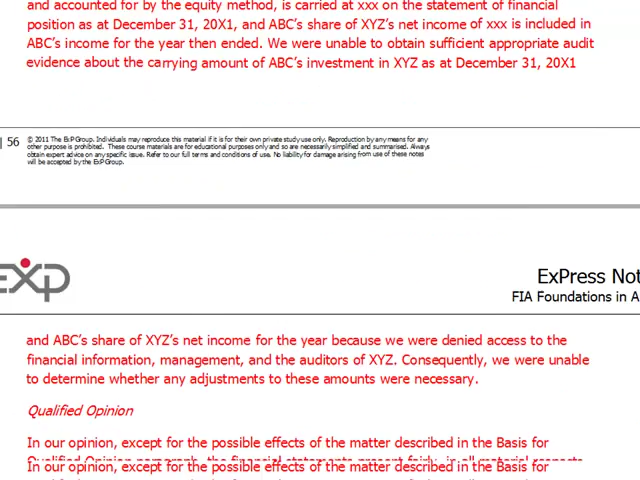 and accounted for by the equity method, is carried at xxx on the statement of financial
position as at December 31, 20X1, and ABC's share of XYZ's net income of xxx is included in
ABC's income for the year then ended. We were unable to obtain sufficient appropriate audit
evidence about the carrying amount of ABC's investment in XYZ as at December 31, 20X1
| 56
© 2011 The ExPGroup. Individuals may reproduce this material if it is for their own private study use only. Reproduction by any means for any
other purpose is prohibited. These course materials are for educational purposes only and so are necessarily simplified and summarised. Always
obtain expert advice on any specific issue. Refer to our full terms and conditions of use. No liability for damage arising from use of these notes
will be accepted by the ExPGroup.
EXP
ExPress Not
FIA Foundations in A
and ABC's share of XYZ's net income for the year because we were denied access to the
financial information, management, and the auditors of XYZ. Consequently, we were unable
to determine whether any adjustments to these amounts were necessary.
Qualified Opinion
In our opinion, except for the possible effects of the matter described in the Basis for
In our opinion, except for the possible effects of the matter described in the Basis for